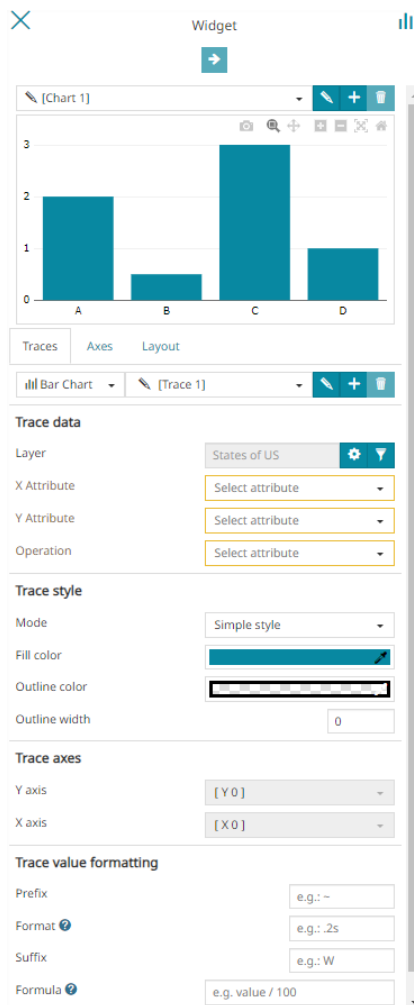 Widget
[Chart 1]
3
2
1
0
A B C D
Traces Axes Layout
Bar Chart [Trace 1]
Trace data
Layer States of US
X Attribute Select attribute
Y Attribute Select attribute
Operation Select attribute
Trace style
Mode Simple style
Fill color
Outline color
Outline width 0
Trace axes
Y axis [ Y 0 ]
X axis [ X 0 ]
Trace value formatting
Prefix e.g.: ~
Format ? e.g.: .2s
Suffix e.g.: W
Formula ? e.g. value / 100